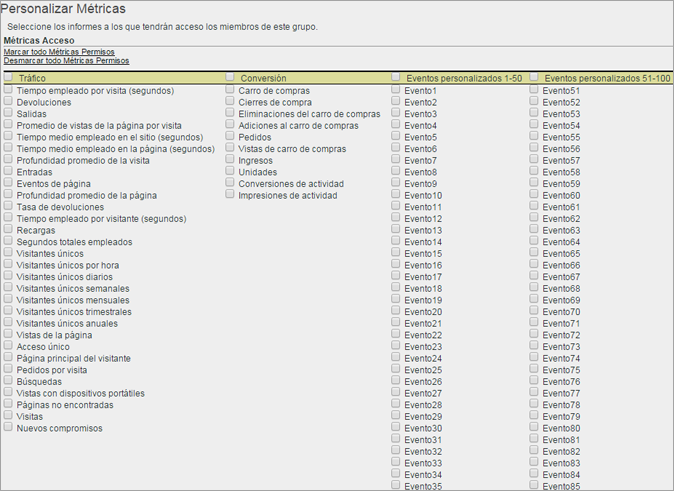 Personalizar Métricas
Seleccione los informes a los que tendrán acceso los miembros de este grupo.
Métricas Acceso
Marcar todo Métricas Permisos
Desmarcar todo Métricas Permisos
Tráfico
Tiempo empleado por visita (segundos)
Devoluciones
Salidas
Promedio de vistas de la página por visita
Tiempo medio empleado en el sitio (segundos)
Tiempo medio empleado en la página (segundos)
Profundidad promedio de la visita
Entradas
Eventos de página
Profundidad promedio de la página
Tasa de devoluciones
Tiempo empleado por visitante (segundos)
Recargas
Segundos totales empleados
Visitantes únicos
Visitantes únicos por hora
Visitantes únicos diarios
Visitantes únicos semanales
Visitantes únicos mensuales
Visitantes únicos trimestrales
Visitantes únicos anuales
Vistas de la página
Acceso único
Página principal del visitante
Pedidos por visita
Búsquedas
Vistas con dispositivos portátiles
Páginas no encontradas
Visitas
Nuevos compromisos
Conversión
Carro de compras
Cierres de compra
Eliminaciones del carro de compras
Adiciones al carro de compras
Pedidos
Vistas de carro de compras
Ingresos
Unidades
Conversiones de actividad
Impresiones de actividad
Eventos personalizados 1-50
Evento1
Evento2
Evento3
Evento4
Evento5
Evento6
Evento7
Evento8
Evento9
Evento10
Evento11
Evento12
Evento13
Evento14
Evento15
Evento16
Evento17
Evento18
Evento19
Evento20
Evento21
Evento22
Evento23
Evento24
Evento25
Evento26
Evento27
Evento28
Evento29
Evento30
Evento31
Evento32
Evento33
Evento34
Evento35
Eventos personalizados 51-100
Evento51
Evento52
Evento53
Evento54
Evento55
Evento56
Evento57
Evento58
Evento59
Evento60
Evento61
Evento62
Evento63
Evento64
Evento65
Evento66
Evento67
Evento68
Evento69
Evento70
Evento71
Evento72
Evento73
Evento74
Evento75
Evento76
Evento77
Evento78
Evento79
Evento80
Evento81
Evento82
Evento83
Evento84
Evento85